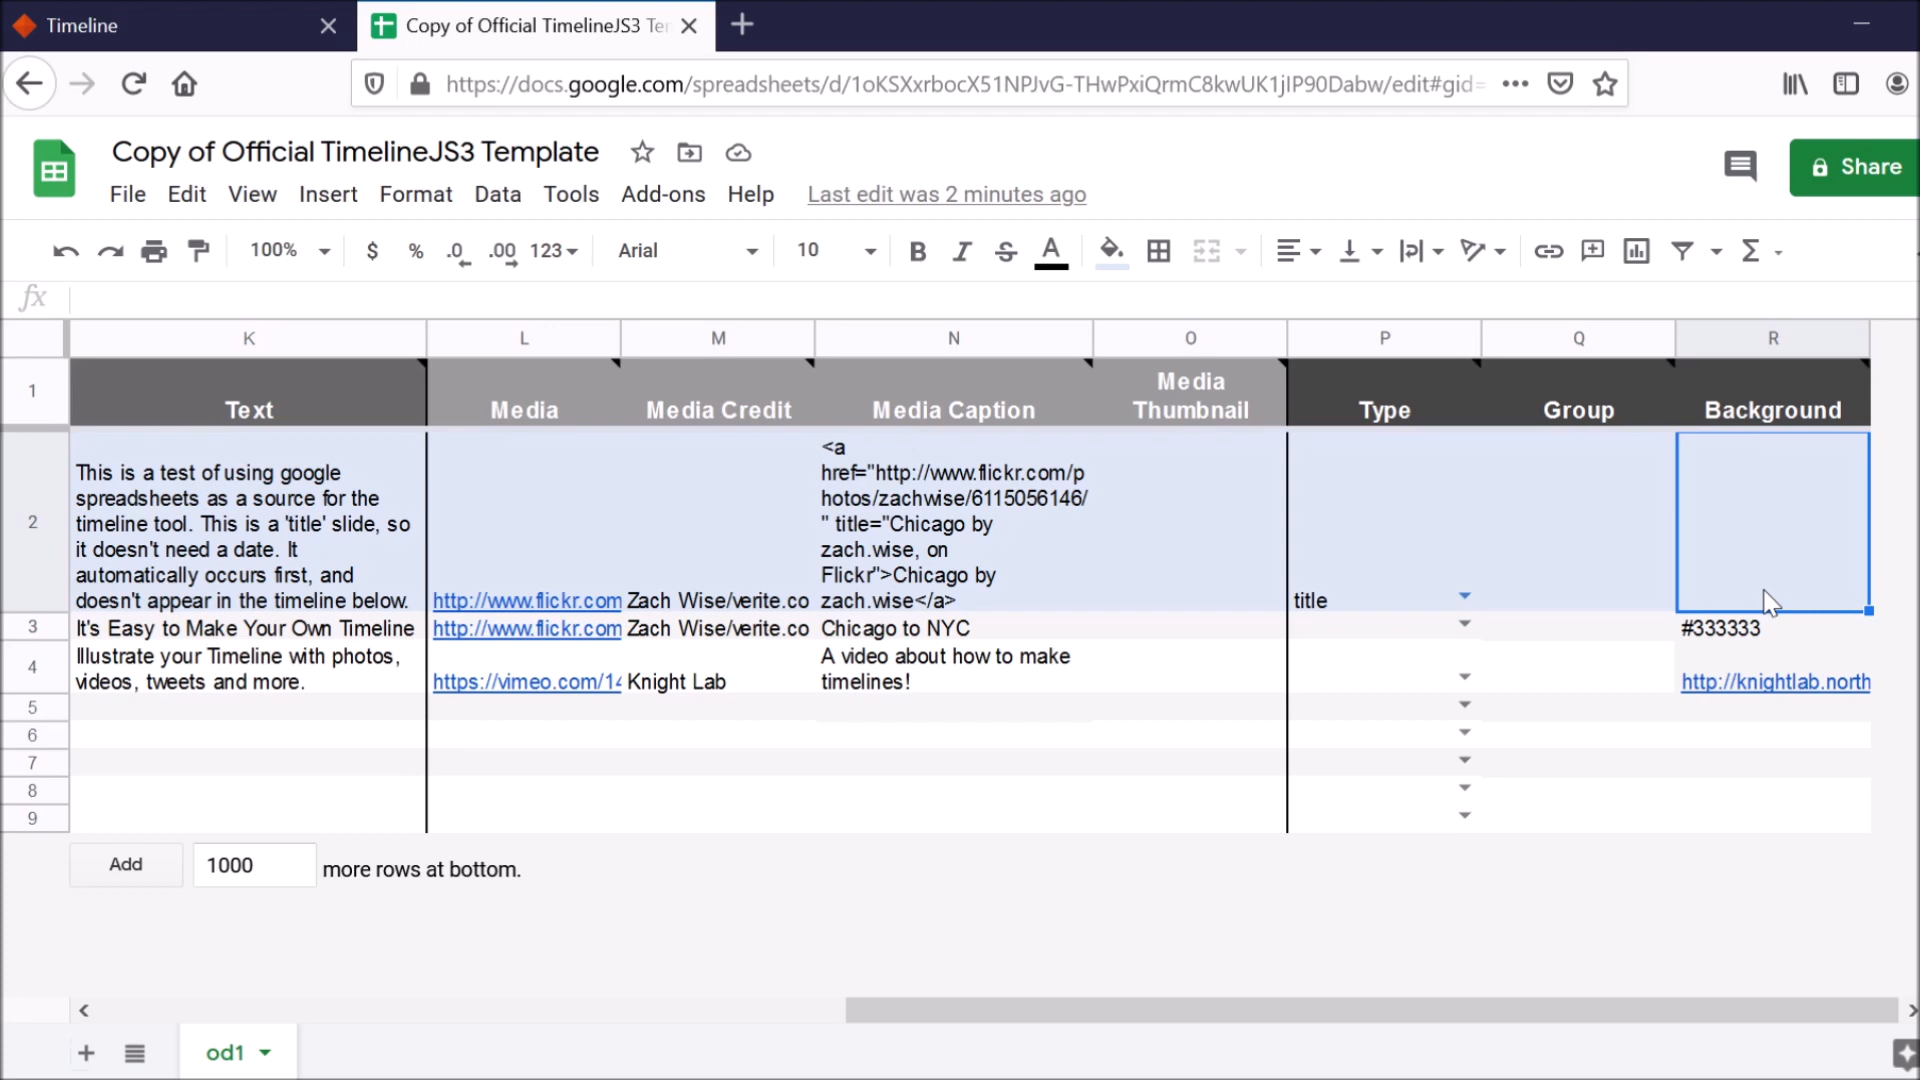 Timeline
Copy of Official TimelineJS3 Te
https://docs.google.com/spreadsheets/d/1oKSXxrbocX51NPJvG-THwPxiQrmC8kwUK1jIP90Dabw/edit#gid=
Copy of Official TimelineJS3 Template
Share
File Edit View Insert Format Data Tools Add-ons Help Last edit was 2 minutes ago
100% $ % .0 .00 123 Arial 10 B I S A Σ
fx
K L M N O P Q R
1 Text Media Media Credit Media Caption Media Thumbnail Type Group Background
2
This is a test of using google
spreadsheets as a source for the
timeline tool. This is a 'title' slide, so
it doesn't need a date. It
automatically occurs first, and
doesn't appear in the timeline below.
http://www.flickr.com
Zach Wise/verite.co
<a
href="http://www.flickr.com/p
hotos/zachwise/6115056146/
" title="Chicago by
zach.wise, on
Flickr">Chicago by
zach.wise</a>
title
3 It's Easy to Make Your Own Timeline http://www.flickr.com Zach Wise/verite.co Chicago to NYC #333333
4
Illustrate your Timeline with photos,
videos, tweets and more.
https://vimeo.com/14
Knight Lab
A video about how to make
timelines!
http://knightlab.north
5
6
7
8
9
Add 1000 more rows at bottom.
od1